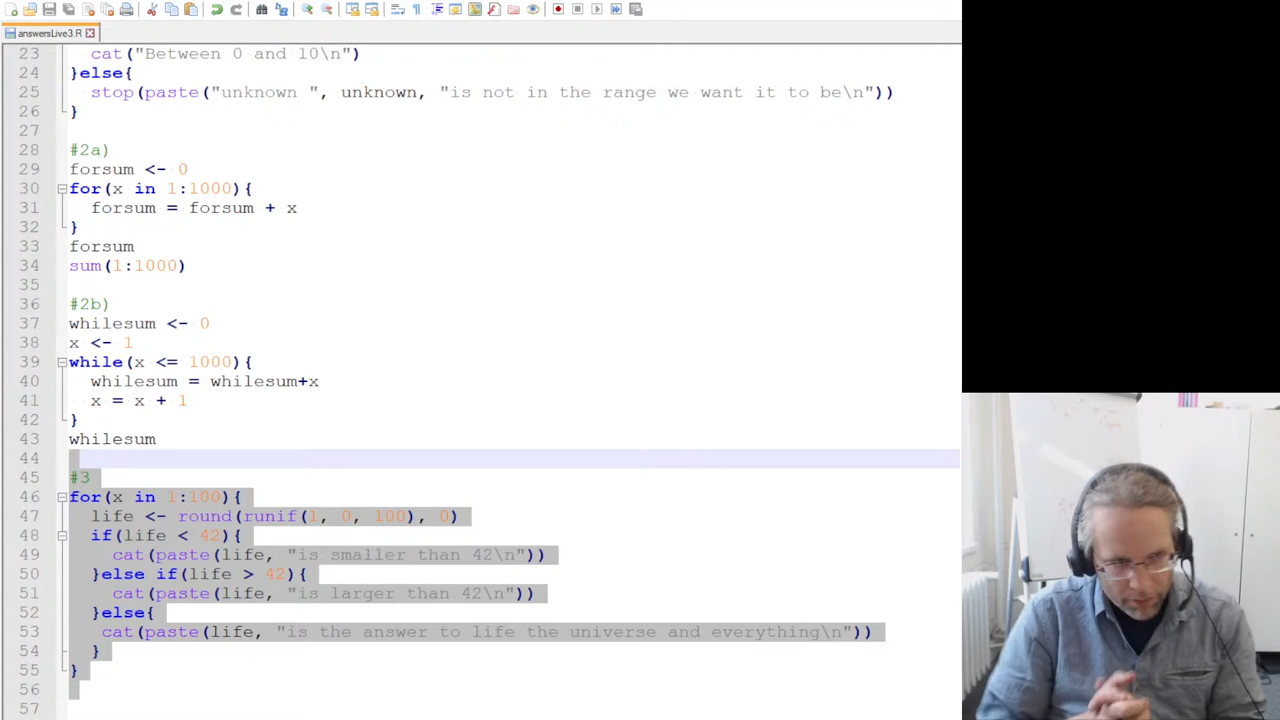 answersLive3.R
23 cat("Between 0 and 10\n")
24 }else{
25 stop(paste("unknown ", unknown, "is not in the range we want it to be\n"))
26 }
27
28 #2a)
29 forsum <- 0
30 for(x in 1:1000){
31 forsum = forsum + x
32 }
33 forsum
34 sum(1:1000)
35
36 #2b)
37 whilesum <- 0
38 x <- 1
39 while(x <= 1000){
40 whilesum = whilesum+x
41 x = x + 1
42 }
43 whilesum
44
45 #3
46 for(x in 1:100){
47 life <- round(runif(1, 0, 100), 0)
48 if(life < 42){
49 cat(paste(life, "is smaller than 42\n"))
50 }else if(life > 42){
51 cat(paste(life, "is larger than 42\n"))
52 }else{
53 cat(paste(life, "is the answer to life the universe and everything\n"))
54 }
55 }
56
57